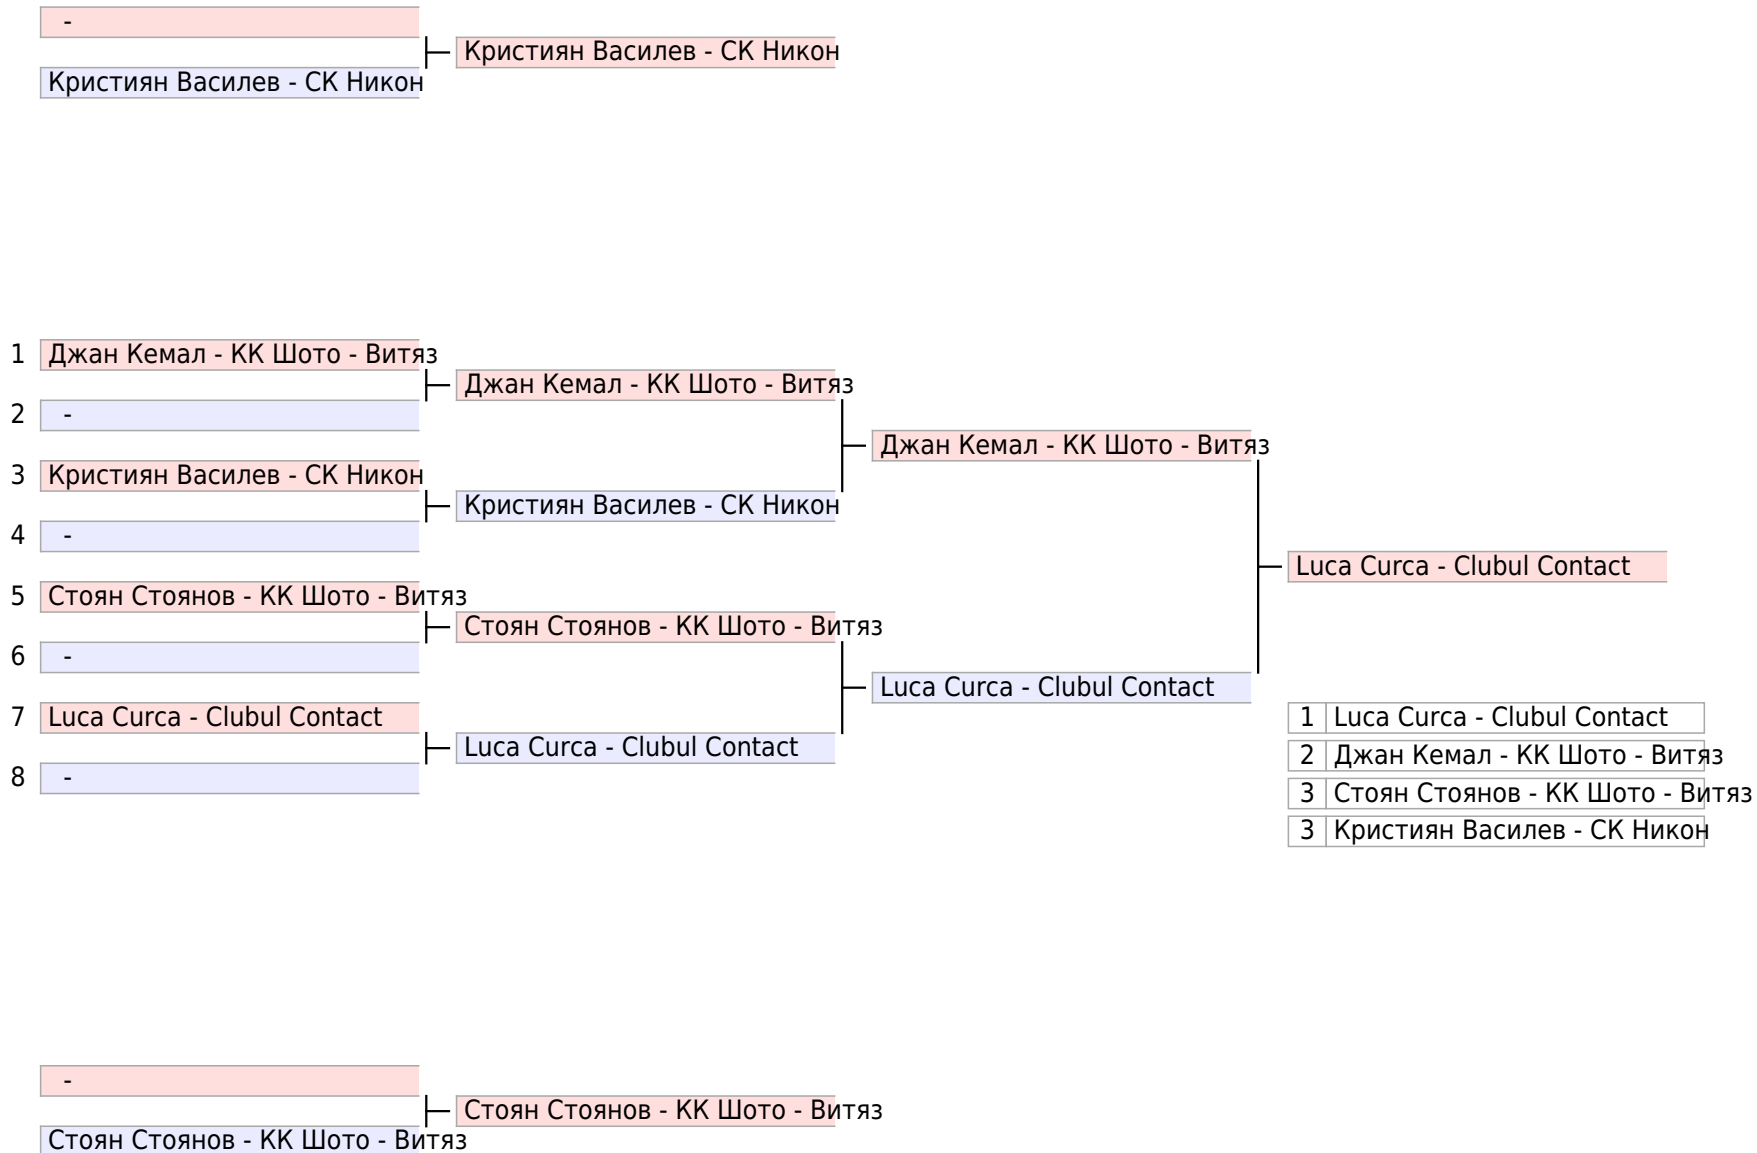 -
Кристиян Василев - СК Никон
Кристиян Василев - СК Никон
1 Джан Кемал - КК Шото - Витяз
Джан Кемал - КК Шото - Витяз
2 -
Джан Кемал - КК Шото - Витяз
3 Кристиян Василев - СК Никон
Кристиян Василев - СК Никон
4 -
Luca Curca - Clubul Contact
5 Стоян Стоянов - КК Шото - Витяз
Стоян Стоянов - КК Шото - Витяз
6 -
Luca Curca - Clubul Contact
7 Luca Curca - Clubul Contact
1 Luca Curca - Clubul Contact
Luca Curca - Clubul Contact
2 Джан Кемал - КК Шото - Витяз
8 -
3 Стоян Стоянов - КК Шото - Витяз
3 Кристиян Василев - СК Никон
-
Стоян Стоянов - КК Шото - Витяз
Стоян Стоянов - КК Шото - Витяз